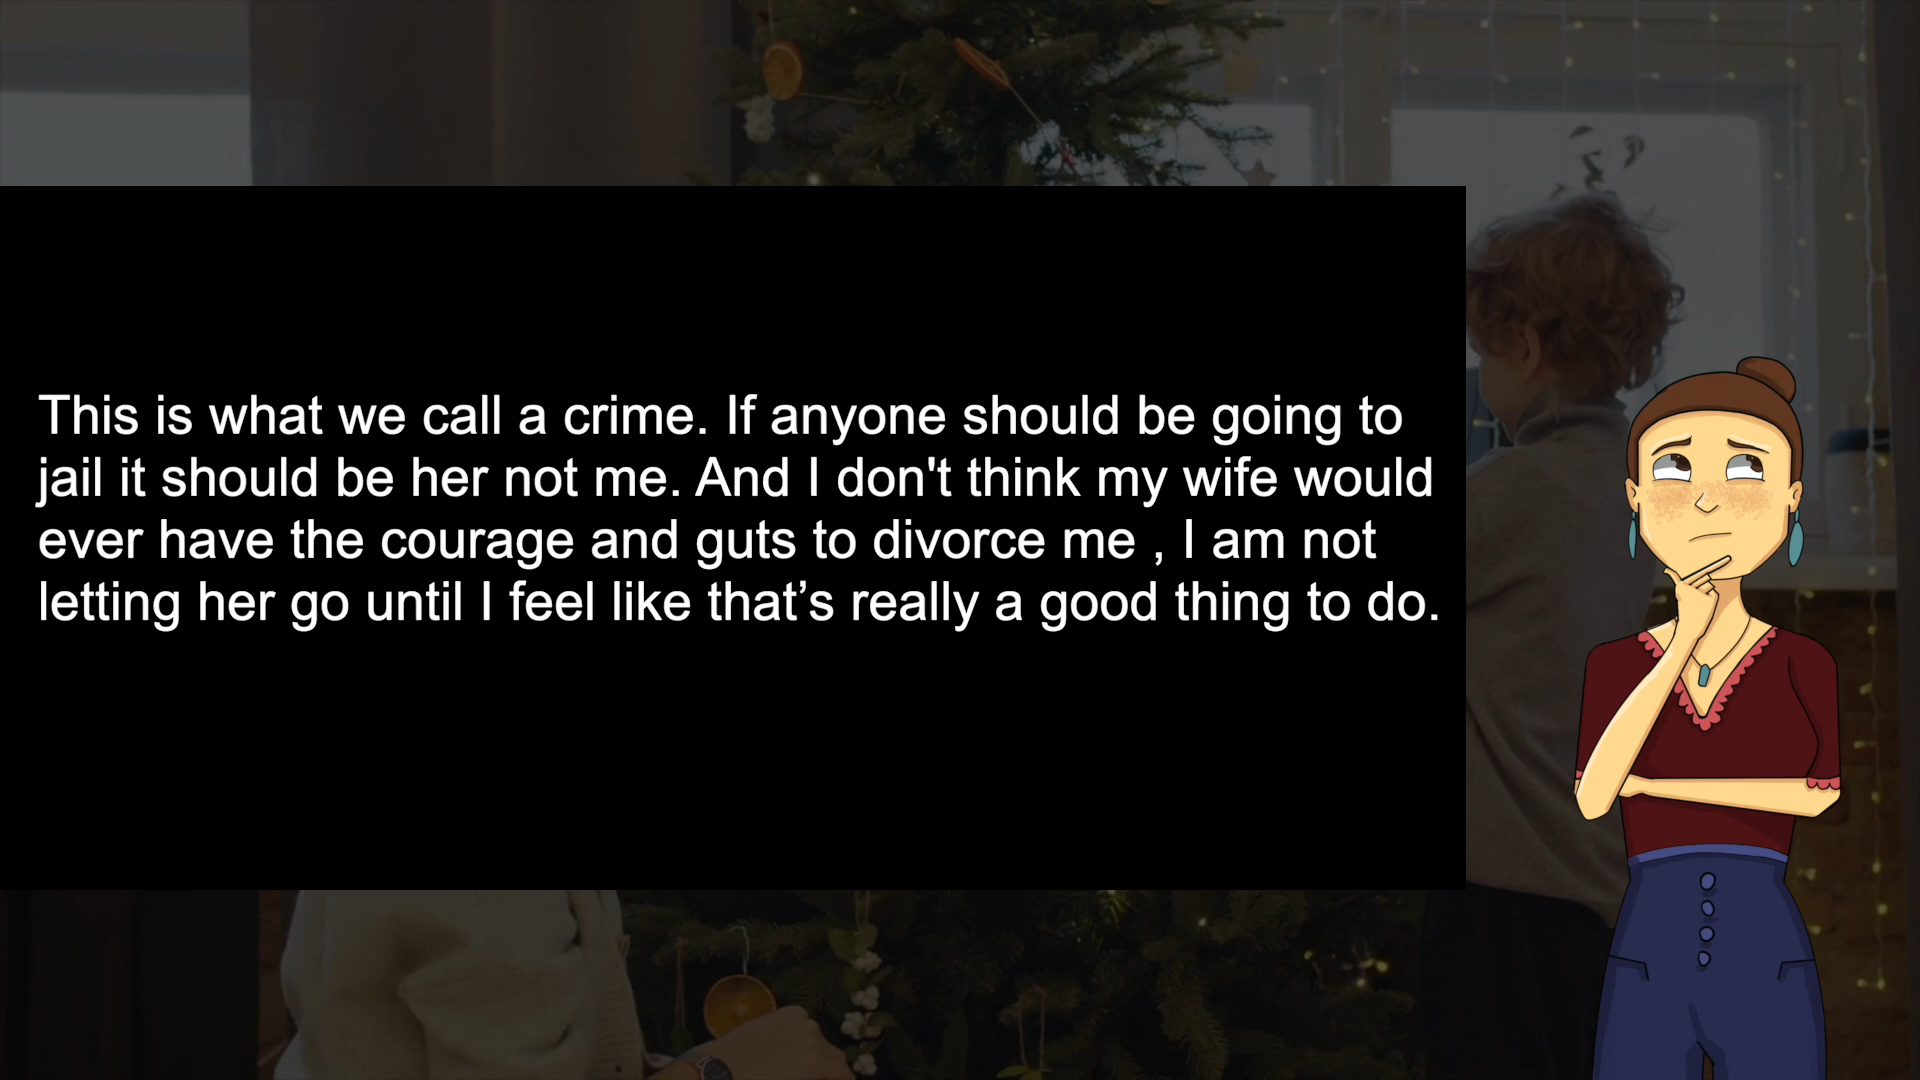 This is what we call a crime. If anyone should be going to
jail it should be her not me. And I don't think my wife would
ever have the courage and guts to divorce me , I am not
letting her go until I feel like that’s really a good thing to do.